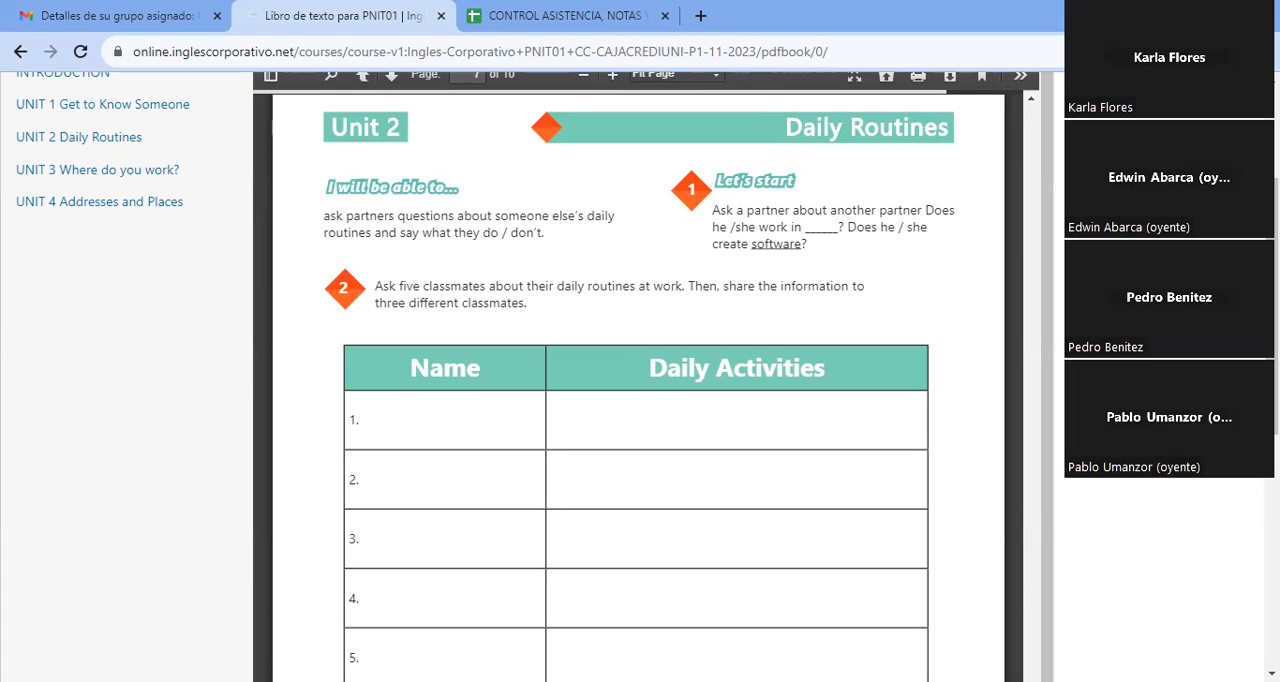 Detalles de su grupo asignado:
Libro de texto para PNIT01 | Ing
CONTROL ASISTENCIA, NOTAS
online.inglescorporativo.net/courses/course-v1:Ingles-Corporativo+PNIT01+CC-CAJACREDIUNI-P1-11-2023/pdfbook/0/
INTRODUCTION
UNIT 1 Get to Know Someone
UNIT 2 Daily Routines
UNIT 3 Where do you work?
UNIT 4 Addresses and Places
Page: 7 of 10
Fit Page
Unit 2
Daily Routines
I will be able to...
ask partners questions about someone else's daily
routines and say what they do / don't.
1
Let's start
Ask a partner about another partner Does
he /she work in ______? Does he / she
create software?
2
Ask five classmates about their daily routines at work. Then, share the information to
three different classmates.
Name
Daily Activities
1.
2.
3.
4.
5.
Karla Flores
Karla Flores
Edwin Abarca (oy...
Edwin Abarca (oyente)
Pedro Benitez
Pedro Benitez
Pablo Umanzor (o...
Pablo Umanzor (oyente)